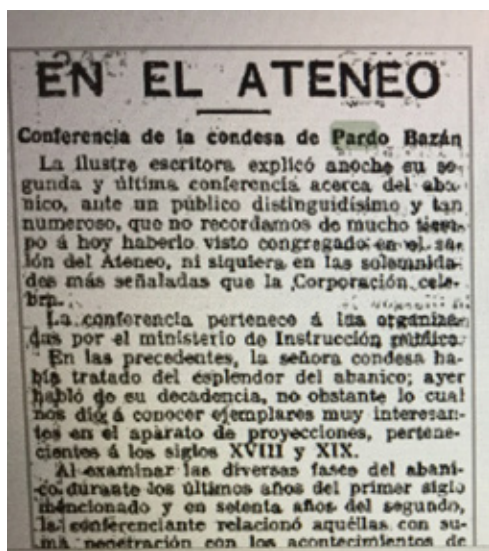 EN EL ATENEO
Conferencia de la condesa de Pardo Bazán
La ilustre escritora explicó anoche su se-
gunda y última conferencia acerca del aba-
nico, ante un público distinguidísimo y tan
numeroso, que no recordamos de mucho tiem-
po á hoy haberlo visto congregado en el sa-
lón del Ateneo, ni siquiera en las solemnida-
des más señaladas que la Corporación cele-
bra.
La conferencia pertenece á las organiza-
das por el ministerio de Instrucción pública.
En las precedentes, la señora condesa ha-
bía tratado del esplendor del abanico; ayer
habló de su decadencia, no obstante lo cual
nos dió á conocer ejemplares muy interesan-
tes en el aparato de proyecciones, pertene-
cientes á los siglos XVIII y XIX.
Al examinar las diversas fases del abani-
co durante los últimos años del primer siglo
mencionado y en setenta años del segundo,
la conferenciante relacionó aquéllas con su-
ma penetración con los acontecimientos de